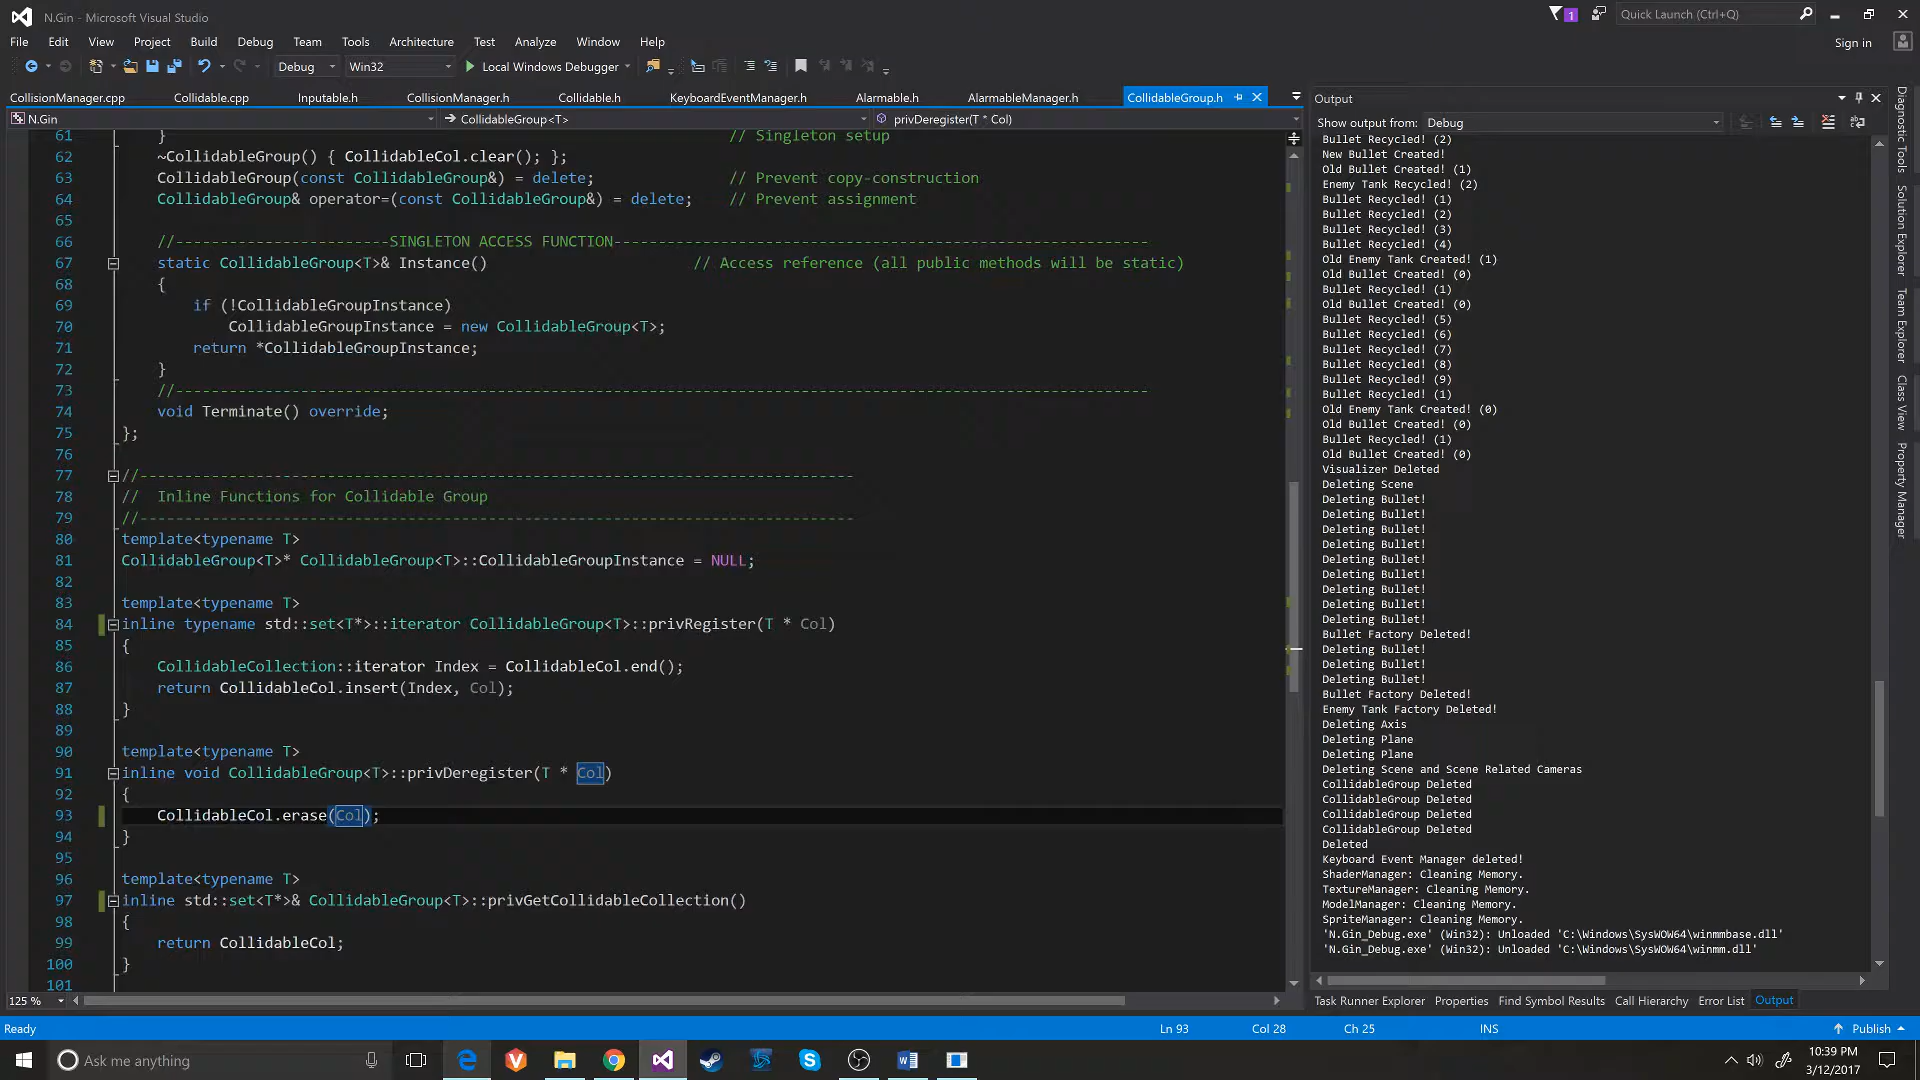 N.Gin - Microsoft Visual Studio
1
Quick Launch (Ctrl+Q)
File Edit View Project Build Debug Team Tools Architecture Test Analyze Window Help
Sign in
Debug Win32 Local Windows Debugger
CollisionManager.cpp Collidable.cpp Inputable.h CollisionManager.h Collidable.h KeyboardEventManager.h Alarmable.h AlarmableManager.h CollidableGroup.h
N.Gin CollidableGroup<T> privDeregister(T * Col)
61 } // Singleton setup
62 ~CollidableGroup() { CollidableCol.clear(); };
63 CollidableGroup(const CollidableGroup&) = delete; // Prevent copy-construction
64 CollidableGroup& operator=(const CollidableGroup&) = delete; // Prevent assignment
65
66 //------------------------SINGLETON ACCESS FUNCTION------------------------------------------------------------
67 static CollidableGroup<T>& Instance() // Access reference (all public methods will be static)
68 {
69 if (!CollidableGroupInstance)
70 CollidableGroupInstance = new CollidableGroup<T>;
71 return *CollidableGroupInstance;
72 }
73 //-------------------------------------------------------------------------------------------------------------
74 void Terminate() override;
75 };
76
77 //--------------------------------------------------------------------------------
78 // Inline Functions for Collidable Group
79 //--------------------------------------------------------------------------------
80 template<typename T>
81 CollidableGroup<T>* CollidableGroup<T>::CollidableGroupInstance = NULL;
82
83 template<typename T>
84 inline typename std::set<T*>::iterator CollidableGroup<T>::privRegister(T * Col)
85 {
86 CollidableCollection::iterator Index = CollidableCol.end();
87 return CollidableCol.insert(Index, Col);
88 }
89
90 template<typename T>
91 inline void CollidableGroup<T>::privDeregister(T * Col)
92 {
93 CollidableCol.erase(Col);
94 }
95
96 template<typename T>
97 inline std::set<T*>& CollidableGroup<T>::privGetCollidableCollection()
98 {
99 return CollidableCol;
100 }
101
125 %
Output
Show output from: Debug
Bullet Recycled! (2)
New Bullet Created!
Old Bullet Created! (1)
Enemy Tank Recycled! (2)
Bullet Recycled! (1)
Bullet Recycled! (2)
Bullet Recycled! (3)
Bullet Recycled! (4)
Old Enemy Tank Created! (1)
Old Bullet Created! (0)
Bullet Recycled! (1)
Old Bullet Created! (0)
Bullet Recycled! (5)
Bullet Recycled! (6)
Bullet Recycled! (7)
Bullet Recycled! (8)
Bullet Recycled! (9)
Bullet Recycled! (1)
Old Enemy Tank Created! (0)
Old Bullet Created! (0)
Bullet Recycled! (1)
Old Bullet Created! (0)
Visualizer Deleted
Deleting Scene
Deleting Bullet!
Deleting Bullet!
Deleting Bullet!
Deleting Bullet!
Deleting Bullet!
Deleting Bullet!
Deleting Bullet!
Deleting Bullet!
Deleting Bullet!
Bullet Factory Deleted!
Deleting Bullet!
Deleting Bullet!
Deleting Bullet!
Bullet Factory Deleted!
Enemy Tank Factory Deleted!
Deleting Axis
Deleting Plane
Deleting Plane
Deleting Scene and Scene Related Cameras
CollidableGroup Deleted
CollidableGroup Deleted
CollidableGroup Deleted
CollidableGroup Deleted
Deleted
Keyboard Event Manager deleted!
ShaderManager: Cleaning Memory.
TextureManager: Cleaning Memory.
ModelManager: Cleaning Memory.
SpriteManager: Cleaning Memory.
'N.Gin_Debug.exe' (Win32): Unloaded 'C:\Windows\SysWOW64\winmmbase.dll'
'N.Gin_Debug.exe' (Win32): Unloaded 'C:\Windows\SysWOW64\winmm.dll'
Task Runner Explorer Properties Find Symbol Results Call Hierarchy Error List Output
Diagnostic Tools
Solution Explorer
Team Explorer
Class View
Property Manager
Ready Ln 93 Col 28 Ch 25 INS Publish
Ask me anything
10:39 PM
3/12/2017